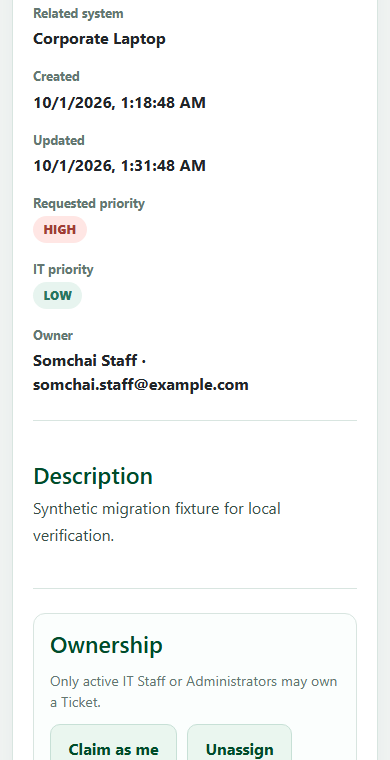 Related system
Corporate Laptop
Created
10/1/2026, 1:18:48 AM
Updated
10/1/2026, 1:31:48 AM
Requested priority
HIGH
IT priority
LOW
Owner
Somchai Staff ·
somchai.staff@example.com
Description
Synthetic migration fixture for local
verification.
Ownership
Only active IT Staff or Administrators may own
a Ticket.
Claim as me
Unassign